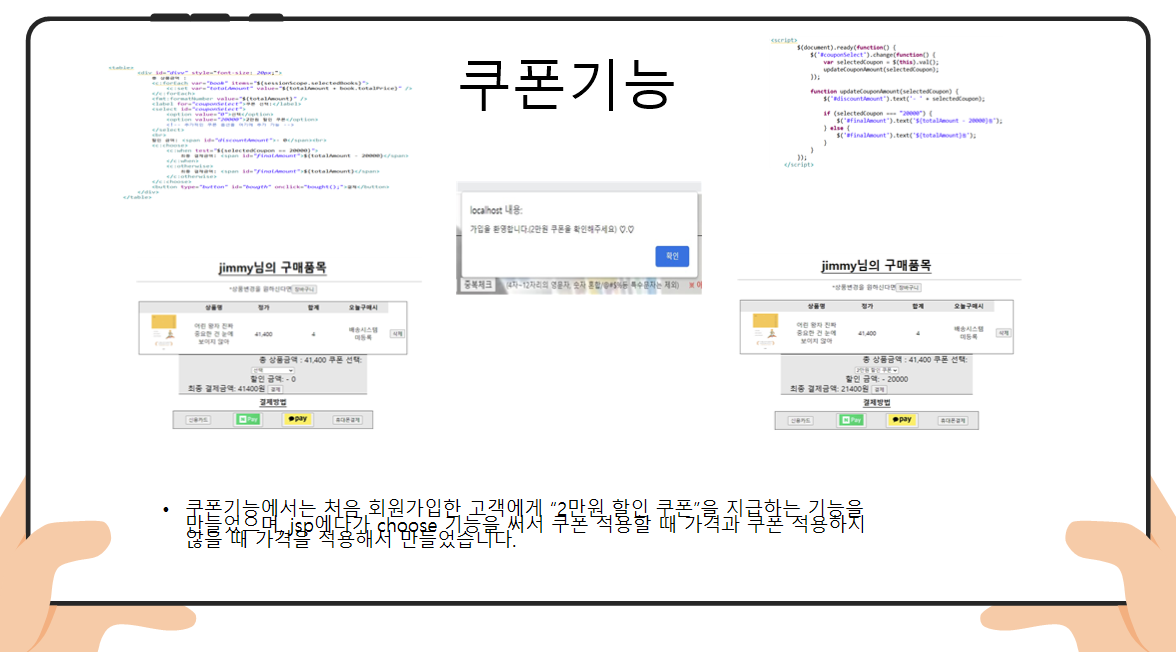 쿠폰기능
<table>
<div id="divv" style="font-size: 20px;">
총 상품금액 :
<c:forEach var="book" items="${sessionScope.selectedBooks}">
<c:set var="totalAmount" value="${totalAmount + book.totalPrice}" />
</c:forEach>
<fmt:formatNumber value="${totalAmount}" />
<label for="couponSelect">쿠폰 선택:</label>
<select id="couponSelect">
<option value="0">선택</option>
<option value="20000">2만원 할인 쿠폰</option>
</select>
<br>
할인 금액: <span id="discountAmount">- 0</span><br>
<c:choose>
<c:when test="${selectedCoupon == 20000}">
최종 결제금액: <span id="finalAmount">${totalAmount - 20000}</span>
</c:when>
<c:otherwise>
최종 결제금액: <span id="finalAmount">${totalAmount}</span>
</c:otherwise>
</c:choose>
<button type="button" id="bougth" onclick="bought();">결제</button>
</div>
</table>
<script>
$(document).ready(function() {
$('#couponSelect').change(function() {
var selectedCoupon = $(this).val();
updateCouponAmount(selectedCoupon);
});
function updateCouponAmount(selectedCoupon) {
$('#discountAmount').text('- ' + selectedCoupon);
if (selectedCoupon === "20000") {
$('#finalAmount').text('${totalAmount - 20000}원');
} else {
$('#finalAmount').text('${totalAmount}원');
}
}
});
</script>
localhost 내용:
가입을 환영합니다.(2만원 쿠폰을 확인해주세요) ♡.♡
확인
중복체크 (4자~12자리의 영문자, 숫자 혼합/@#$%등 특수문자는 제외) ※ 아
jimmy님의 구매품목
*상품변경을 원하신다면 장바구니
상품명 정가 합계 오늘구매시
어린 왕자 진짜 중요한 건 눈에 보이지 않아 41,400 4 배송시스템 미등록 삭제
총 상품금액 : 41,400 쿠폰 선택:
선택
할인 금액: - 0
최종 결제금액: 41400원 결제
결제방법
신용카드 N Pay pay 휴대폰결제
jimmy님의 구매품목
*상품변경을 원하신다면 장바구니
상품명 정가 합계 오늘구매시
어린 왕자 진짜 중요한 건 눈에 보이지 않아 41,400 4 배송시스템 미등록 삭제
총 상품금액 : 41,400 쿠폰 선택:
2만원 할인 쿠폰
할인 금액: - 20000
최종 결제금액: 21400원 결제
결제방법
신용카드 N Pay pay 휴대폰결제
• 쿠폰기능에서는 처음 회원가입한 고객에게 "2만원 할인 쿠폰"을 지급하는 기능을
만들었으며, jsp에다가 choose 기능을 써서 쿠폰 적용할 때 가격과 쿠폰 적용하지
않을 때 가격을 적용해서 만들었습니다.